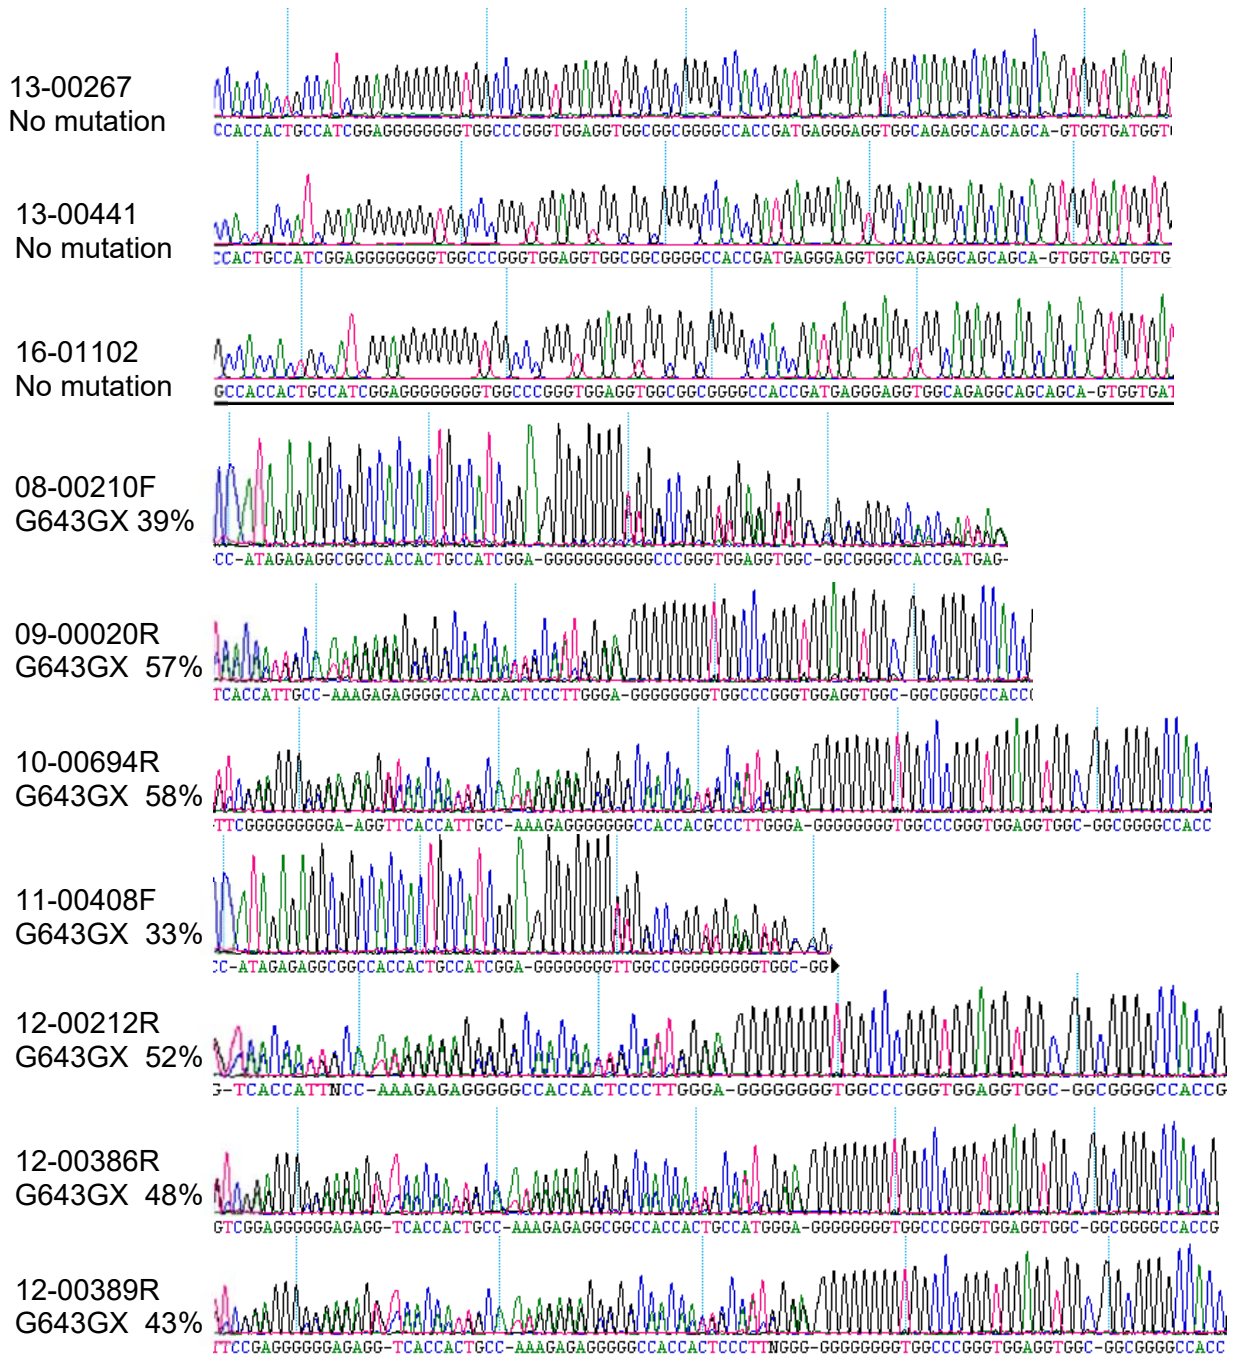 13-00267
No mutation
CCACCACTGCCATCGGAGGGGGGGGTGGCCCGGGTGGAGGTGGCGGCGGGGCCACCGATGAGGGAGGTGGCAGAGGCAGCAGCA-GTGGTGATGGT
13-00441
No mutation
CCACTGCCATCGGAGGGGGGGGTGGCCCGGGTGGAGGTGGCGGCGGGGCCACCGATGAGGGAGGTGGCAGAGGCAGCAGCA-GTGGTGATGGTG
16-01102
No mutation
GCCACCACTGCCATCGGAGGGGGGGGTGGCCCGGGTGGAGGTGGCGGCGGGGCCACCGATGAGGGAGGTGGCAGAGGCAGCAGCA-GTGGTGAT
08-00210F
G643GX 39%
CC-ATAGAGAGGCGGCCACCACTGCCATCGGA-GGGGGGGGGGGCCCGGGTGGAGGTGGC-GGCGGGGCCACCGATGAG-
09-00020R
G643GX 57%
TCACCATTGCC-AAAGAGAGGGGCCCACCACTCCCTTGGGA-GGGGGGGGTGGCCCGGGTGGAGGTGGC-GGCGGGGCCACC
10-00694R
G643GX 58%
TTCGGGGGGGGGA-AGGTTCACCATTGCC-AAAGAGGGGGGGCCACCACGCCCTTGGGA-GGGGGGGGTGGCCCGGGTGGAGGTGGC-GGCGGGGCCACC
11-00408F
G643GX 33%
CC-ATAGAGAGGCGGCCACCACTGCCATCGGA-GGGGGGGGTTGGCCGGGGGGGGGTGGC-GG
12-00212R
G643GX 52%
G-TCACCATTNCC-AAAGAGAGGGGGCCACCACTCCCTTGGGA-GGGGGGGGTGGCCCGGGTGGAGGTGGC-GGCGGGGCCACCG
12-00386R
G643GX 48%
GTCGGAGGGGGGAGAGG-TCACCACTGCC-AAAGAGAGGCGGCCACCACTGCCATGGGA-GGGGGGGGTGGCCCGGGTGGAGGTGGC-GGCGGGGCCACCG
12-00389R
G643GX 43%
TTCCGAGGGGGGAGAGG-TCACCACTGCC-AAAGAGAGGGGGCCACCACTCCCTTNGGG-GGGGGGGGTGGCCCGGGTGGAGGTGGC-GGCGGGGCCACC